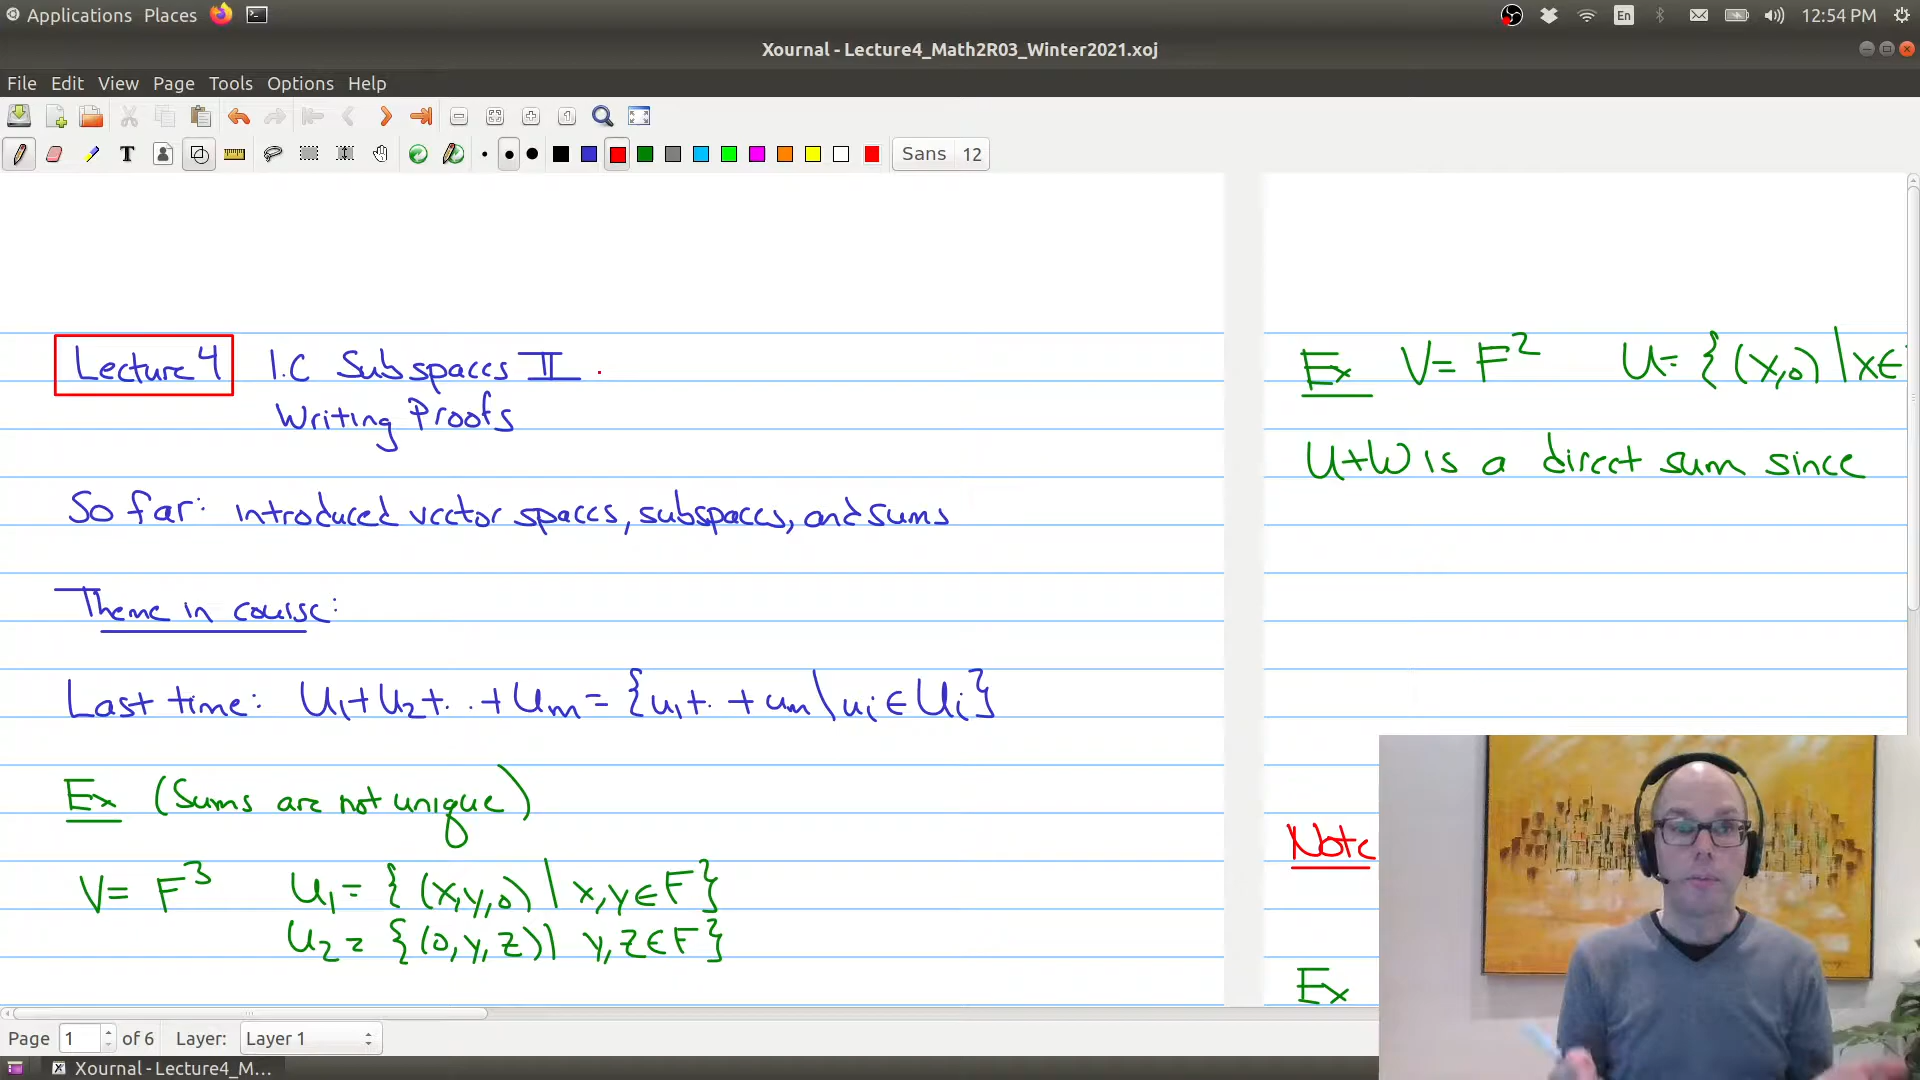 Applications Places En 12:54 PM
Xournal - Lecture4_Math2R03_Winter2021.xoj
File Edit View Page Tools Options Help
T Sans 12
Lecture 4 1.C Subspaces II
Writing Proofs
So far: introduced vector spaces, subspaces, and sums
Theme in course:
Last time: U₁+U₂+..+Um = {u₁+..+um | ui ∈ Ui}
Ex (Sums are not unique)
V= F³ U₁= {(x,y,0) | x,y ∈ F}
U₂ = {(0,y,z) | y,z ∈ F}
Ex V= F² U= {(x,0) | x ∈
U+W is a direct sum since
Note
Ex
Page 1 of 6 Layer: Layer 1
Xournal - Lecture4_M...